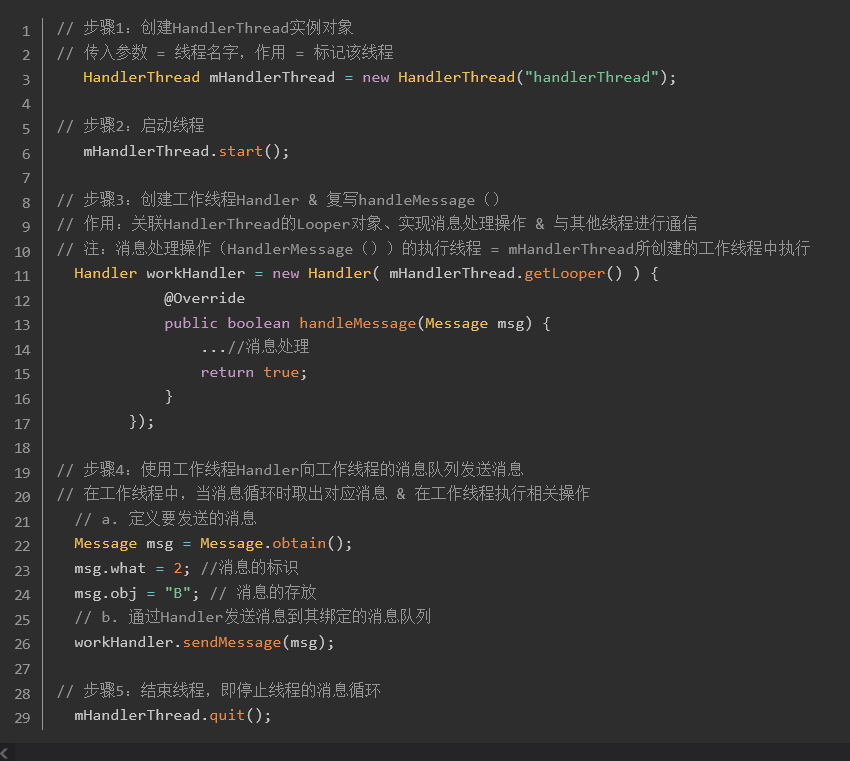 1 // 步骤1：创建HandlerThread实例对象
2 // 传入参数 = 线程名字，作用 = 标记该线程
3 HandlerThread mHandlerThread = new HandlerThread("handlerThread");
4
5 // 步骤2：启动线程
6 mHandlerThread.start();
7
8 // 步骤3：创建工作线程Handler & 复写handleMessage（）
9 // 作用：关联HandlerThread的Looper对象、实现消息处理操作 & 与其他线程进行通信
10 // 注：消息处理操作（HandlerMessage（））的执行线程 = mHandlerThread所创建的工作线程中执行
11 Handler workHandler = new Handler( mHandlerThread.getLooper() ) {
12 @Override
13 public boolean handleMessage(Message msg) {
14 ...//消息处理
15 return true;
16 }
17 });
18
19 // 步骤4：使用工作线程Handler向工作线程的消息队列发送消息
20 // 在工作线程中，当消息循环时取出对应消息 & 在工作线程执行相关操作
21 // a. 定义要发送的消息
22 Message msg = Message.obtain();
23 msg.what = 2; //消息的标识
24 msg.obj = "B"; // 消息的存放
25 // b. 通过Handler发送消息到其绑定的消息队列
26 workHandler.sendMessage(msg);
27
28 // 步骤5：结束线程，即停止线程的消息循环
29 mHandlerThread.quit();